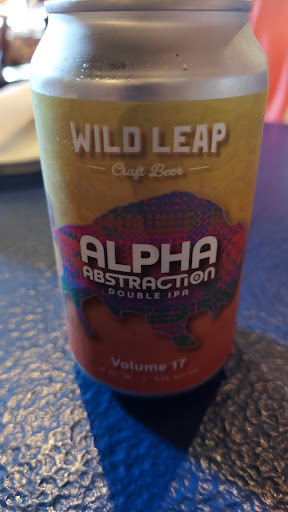 WILD LEAP
Craft Beer
ALPHA
ABSTRACTION
DOUBLE IPA
Volume 17